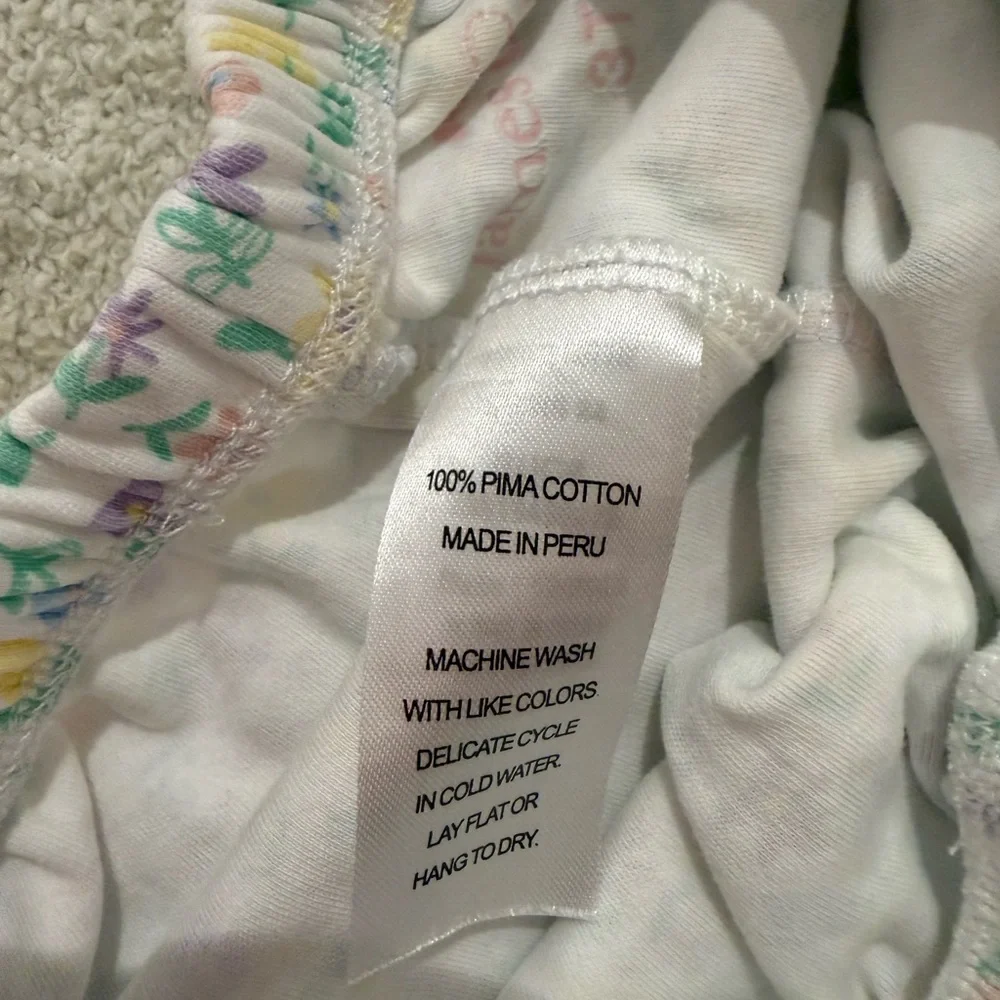 3T
100% PIMA COTTON
MADE IN PERU
MACHINE WASH
WITH LIKE COLORS.
DELICATE CYCLE
IN COLD WATER.
LAY FLAT OR
HANG TO DRY.